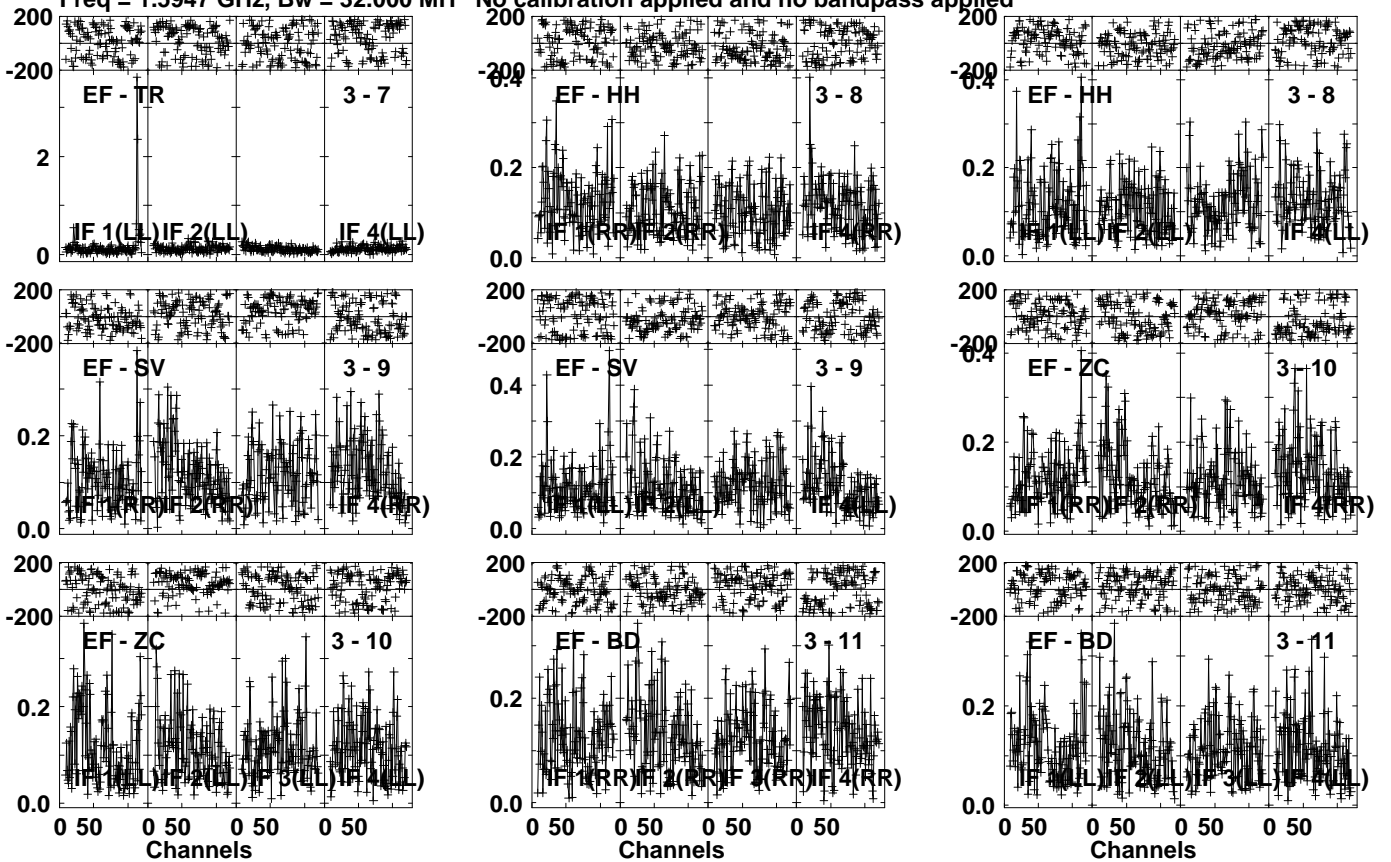 Freq = 1.5947 GHz, Bw = 32.000 MH No calibration applied and no bandpass applied
200
-200
EF - TR 3 - 7
2
0
IF 1(LL) IF 2(LL) IF 4(LL)
200
-200
0.4
EF - HH 3 - 8
0.2
0.0
IF 1(RR) IF 2(RR) IF 4(RR)
200
-200
0.4
EF - HH 3 - 8
0.2
0.0
IF 1(LL) IF 2(LL) IF 4(LL)
200
-200
EF - SV 3 - 9
0.2
0.0
IF 1(RR) IF 2(RR) IF 4(RR)
200
-200
EF - SV 3 - 9
0.4
0.2
0.0
IF 1(LL) IF 2(LL) IF 4(LL)
200
-200
0.4
EF - ZC 3 - 10
0.2
0.0
IF 1(RR) IF 2(RR) IF 4(RR)
200
-200
EF - ZC 3 - 10
0.2
0.0
IF 1(LL) IF 2(LL) IF 3(LL) IF 4(LL)
0 50 0 50 0 50 0 50
Channels
200
-200
EF - BD 3 - 11
0.2
0.0
IF 1(RR) IF 2(RR) IF 3(RR) IF 4(RR)
0 50 0 50 0 50 0 50
Channels
200
-200
EF - BD 3 - 11
0.2
0.0
IF 1(LL) IF 2(LL) IF 3(LL) IF 4(LL)
0 50 0 50 0 50 0 50
Channels